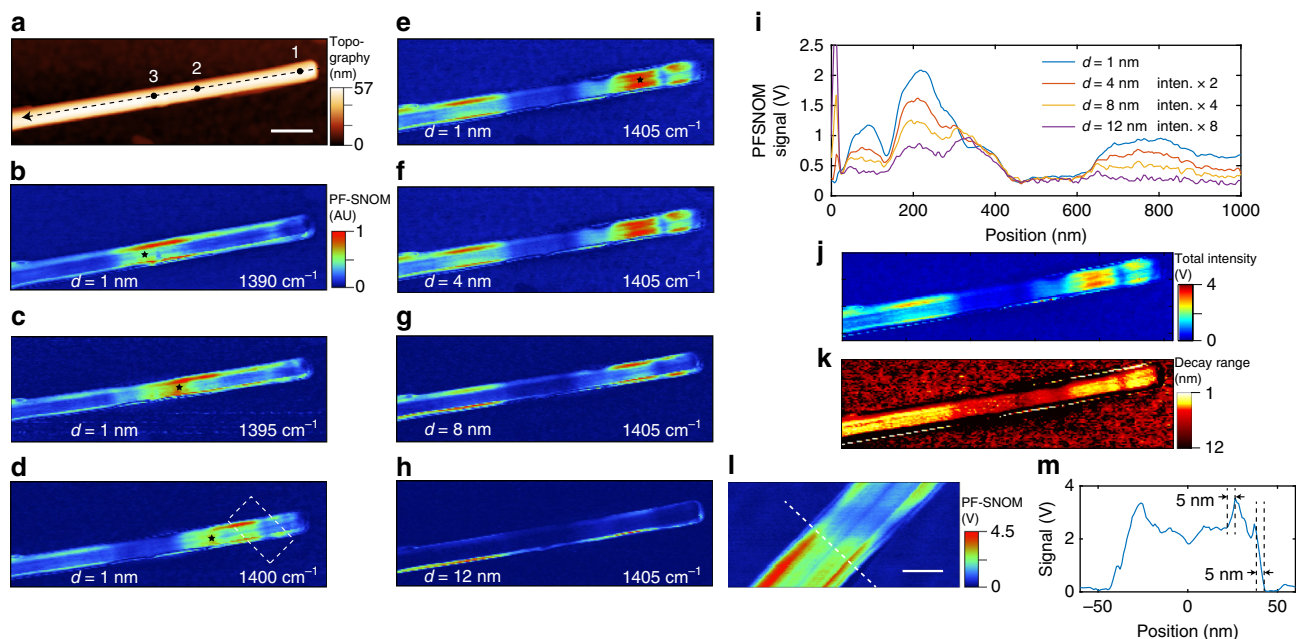 a
Topo-
graphy
(nm)
57
0
1
2
3
b
PF-SNOM
(AU)
1
0
d = 1 nm
1390 cm⁻¹
c
d = 1 nm
1395 cm⁻¹
d
d = 1 nm
1400 cm⁻¹
e
d = 1 nm
1405 cm⁻¹
f
d = 4 nm
1405 cm⁻¹
g
d = 8 nm
1405 cm⁻¹
h
d = 12 nm
1405 cm⁻¹
i
PFSNOM
signal (V)
2.5
2
1.5
1
0.5
0
0 200 400 600 800 1000
Position (nm)
d = 1 nm
d = 4 nm inten. × 2
d = 8 nm inten. × 4
d = 12 nm inten. × 8
j
Total intensity
(V)
4
0
k
Decay range
(nm)
1
12
l
PF-SNOM
(V)
4.5
0
m
Signal (V)
4
2
0
5 nm
5 nm
−50 0 50
Position (nm)